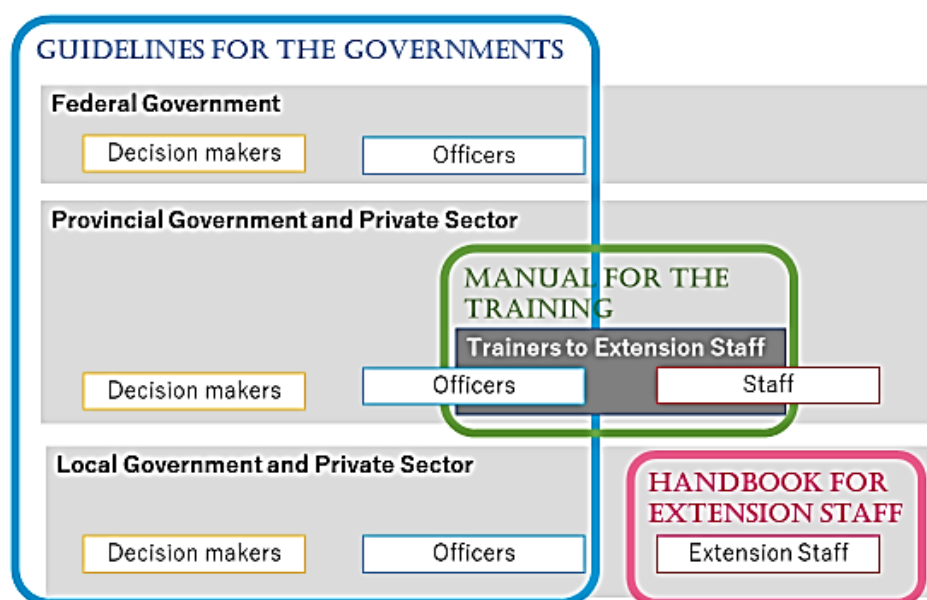 GUIDELINES FOR THE GOVERNMENTS
Federal Government
Decision makers
Officers
Provincial Government and Private Sector
MANUAL FOR THE
TRAINING
Trainers to Extension Staff
Decision makers
Officers
Staff
Local Government and Private Sector
HANDBOOK FOR
EXTENSION STAFF
Decision makers
Officers
Extension Staff